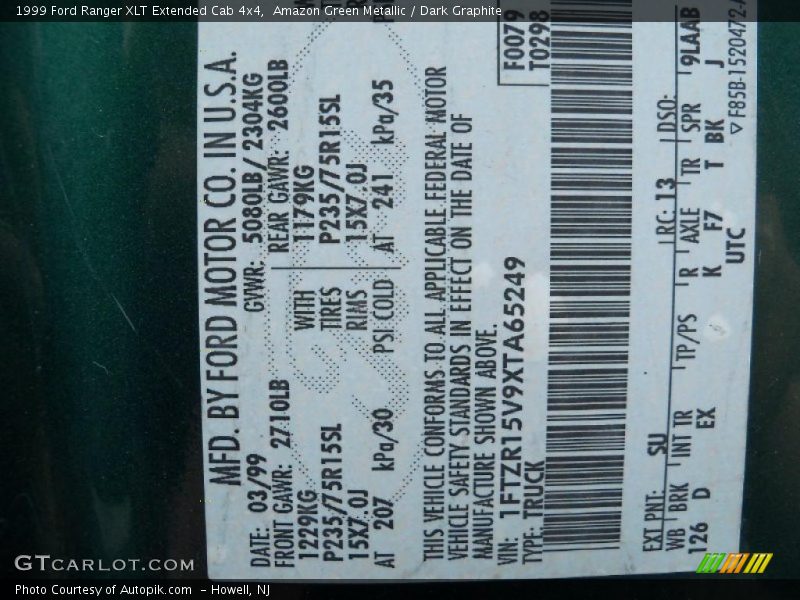 1999 Ford Ranger XLT Extended Cab 4x4, Amazon Green Metallic / Dark Graphite
MFD. BY FORD MOTOR CO. IN U.S.A.
DATE: 03/99 GVWR: 5080LB/ 2304KG
FRONT GAWR: 2710LB REAR GAWR: 2600LB
1229KG WITH 1179KG
P235/75R15SL TIRES P235/75R15SL
15X7.0J RIMS 15X7.0J
AT 207 kPa/30 PSI COLD AT 241 kPa/35
THIS VEHICLE CONFORMS TO ALL APPLICABLE FEDERAL MOTOR
VEHICLE SAFETY STANDARDS IN EFFECT ON THE DATE OF
MANUFACTURE SHOWN ABOVE.
VIN: 1FTZR15V9XTA65249
TYPE: TRUCK
F0079
T0298
EXT PNT: SU RC: 13 DSO:
WB BRK INT TR TP/PS R AXLE TR SPR 9LAAB
126 D EX K F7 T BK J
UTC
▽ F85B-1520472-
GTCARLOT.COM
Photo Courtesy of Autopik.com – Howell, NJ